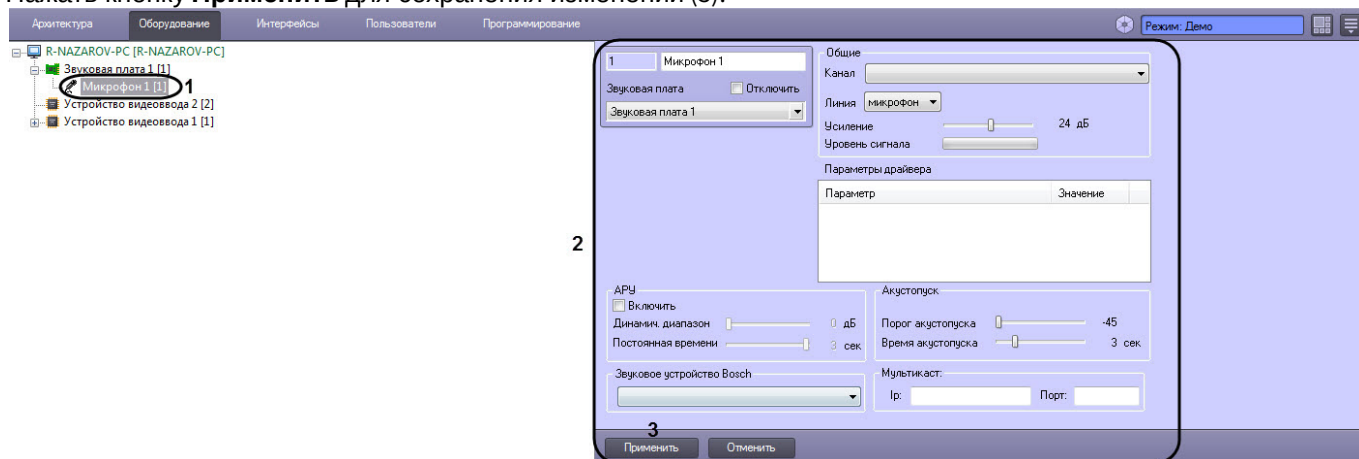 Нажать кнопку Применить для сохранения изменений (3).
Архитектура Оборудование Интерфейсы Пользователи Программирование Режим: Демо
R-NAZAROV-PC [R-NAZAROV-PC]
Звуковая плата 1 [1]
Микрофон 1 [1] 1
Устройство видеоввода 2 [2]
Устройство видеоввода 1 [1]
2
1 Микрофон 1
Звуковая плата Отключить
Звуковая плата 1
Общие
Канал
Линия микрофон
Усиление 24 дБ
Уровень сигнала
Параметры драйвера
Параметр Значение
АРУ
Включить
Динамич. диапазон 0 дБ
Постоянная времени 3 сек
Акустопуск
Порог акустопуска -45
Время акустопуска 3 сек
Звуковое устройство Bosch
Мультикаст:
Ip: Порт:
3
Применить Отменить